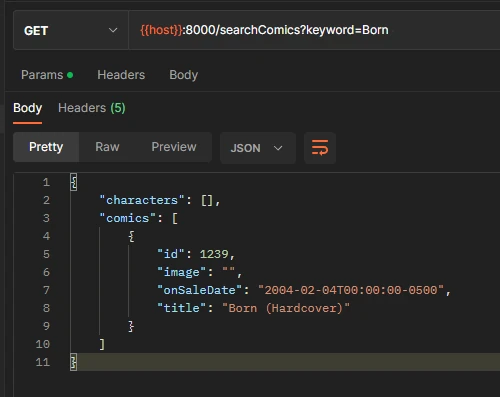 GET {{host}}:8000/searchComics?keyword=Born
Params Headers Body
Body Headers (5)
Pretty Raw Preview JSON
1 {
2 "characters": [],
3 "comics": [
4 {
5 "id": 1239,
6 "image": "",
7 "onSaleDate": "2004-02-04T00:00:00-0500",
8 "title": "Born (Hardcover)"
9 }
10 ]
11 }